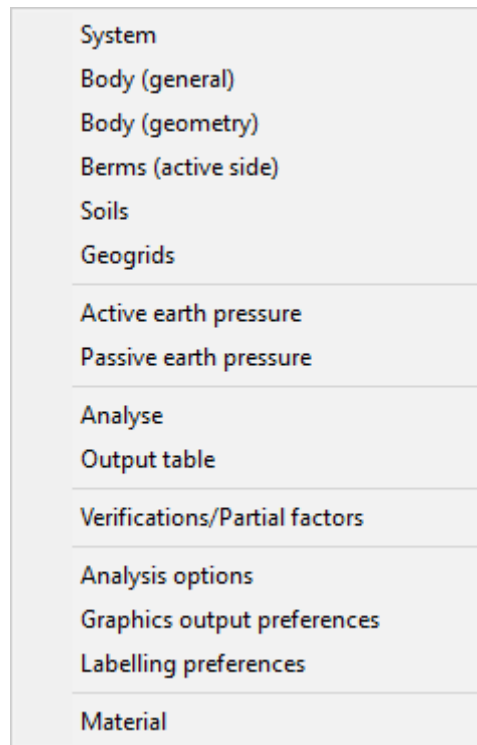 System
Body (general)
Body (geometry)
Berms (active side)
Soils
Geogrids
Active earth pressure
Passive earth pressure
Analyse
Output table
Verifications/Partial factors
Analysis options
Graphics output preferences
Labelling preferences
Material